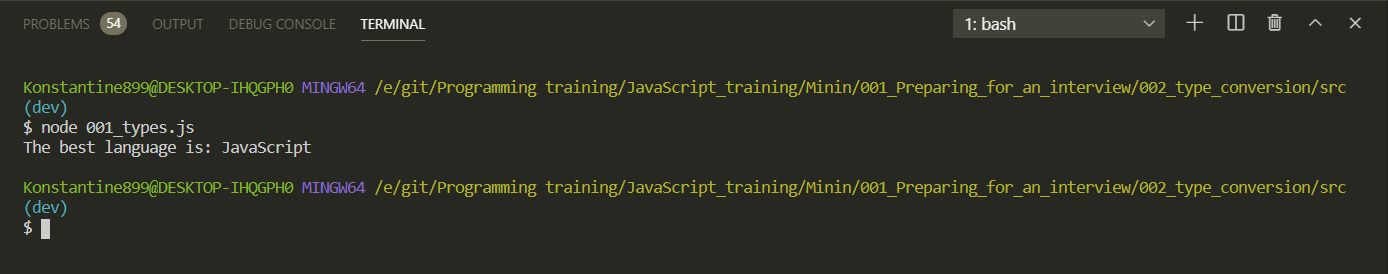 PROBLEMS 54 OUTPUT DEBUG CONSOLE TERMINAL 1: bash
Konstantine899@DESKTOP-IHQGPH0 MINGW64 /e/git/Programming training/JavaScript_training/Minin/001_Preparing_for_an_interview/002_type_conversion/src
(dev)
$ node 001_types.js
The best language is: JavaScript
Konstantine899@DESKTOP-IHQGPH0 MINGW64 /e/git/Programming training/JavaScript_training/Minin/001_Preparing_for_an_interview/002_type_conversion/src
(dev)
$